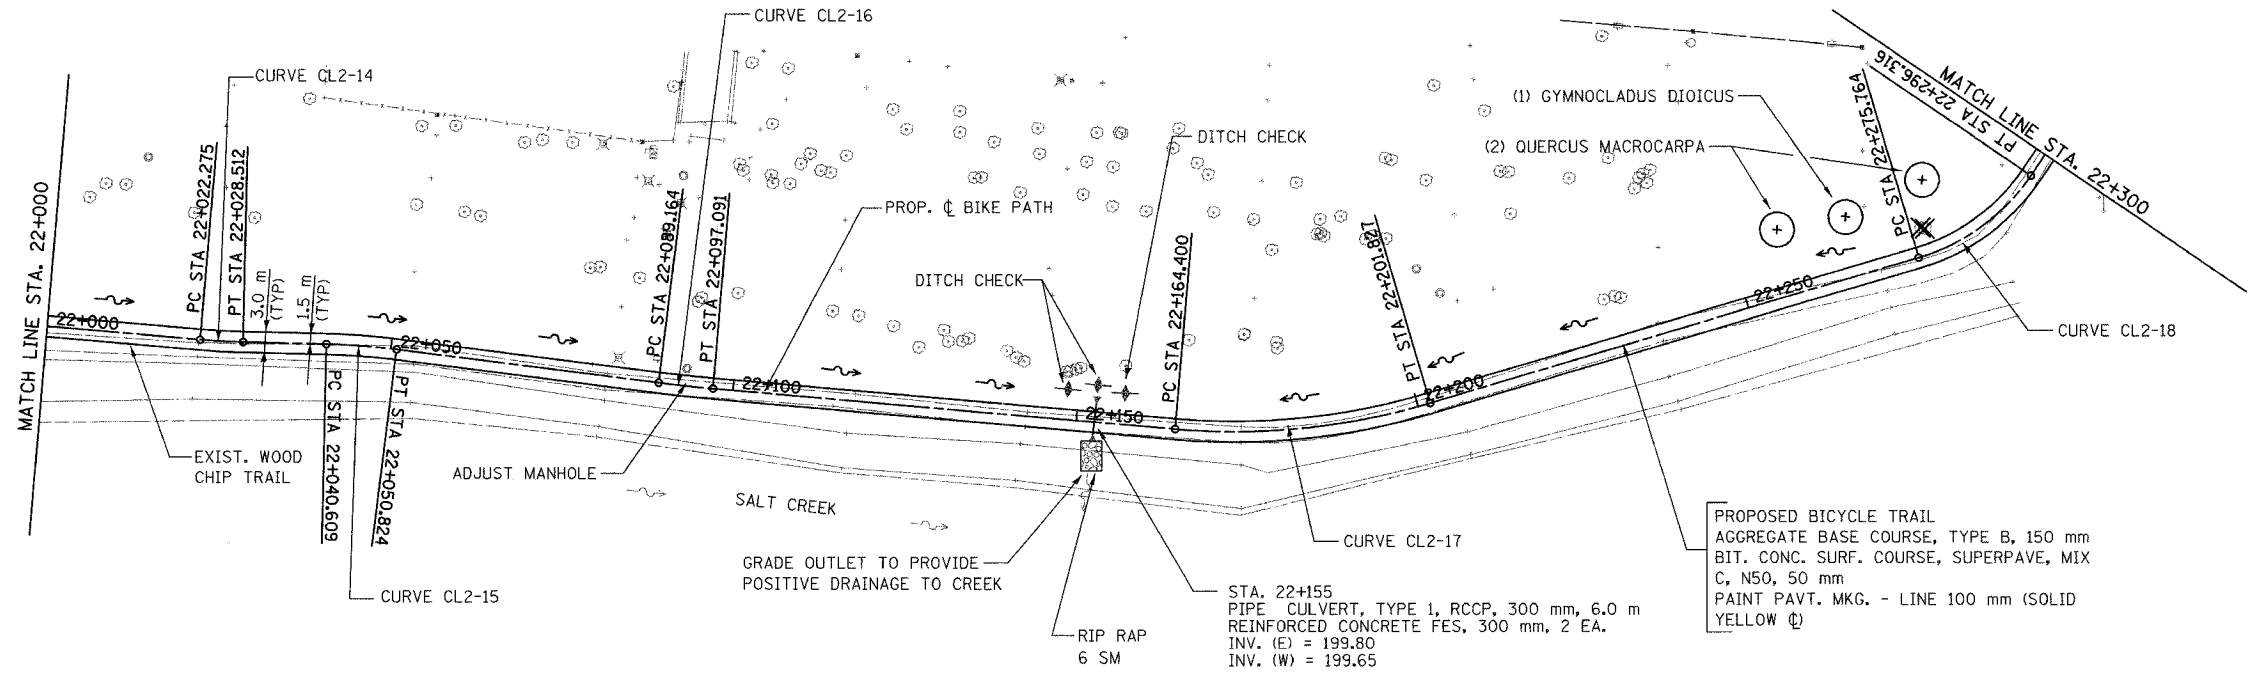 CURVE CL2-16
CURVE CL2-14
MATCH LINE STA. 22+000
PC STA 22+022.275
PT STA 22+028.512
3.0 m
(TYP)
1.5 m
(TYP)
22+000
22+050
PC STA 22+040.609
PT STA 22+050.824
EXIST. WOOD
CHIP TRAIL
CURVE CL2-15
PC STA 22+089.164
PT STA 22+097.091
22+100
ADJUST MANHOLE
SALT CREEK
PROP. ℄ BIKE PATH
DITCH CHECK
DITCH CHECK
PC STA 22+164.400
22+150
GRADE OUTLET TO PROVIDE
POSITIVE DRAINAGE TO CREEK
RIP RAP
6 SM
STA. 22+155
PIPE CULVERT, TYPE 1, RCCP, 300 mm, 6.0 m
REINFORCED CONCRETE FES, 300 mm, 2 EA.
INV. (E) = 199.80
INV. (W) = 199.65
CURVE CL2-17
PT STA 22+201.827
22+200
22+250
(1) GYMNOCLADUS DIOICUS
(2) QUERCUS MACROCARPA
PC STA 22+275.764
PT STA 22+296.316
MATCH LINE STA. 22+300
CURVE CL2-18
PROPOSED BICYCLE TRAIL
AGGREGATE BASE COURSE, TYPE B, 150 mm
BIT. CONC. SURF. COURSE, SUPERPAVE, MIX
C, N50, 50 mm
PAINT PAVT. MKG. - LINE 100 mm (SOLID
YELLOW ℄)